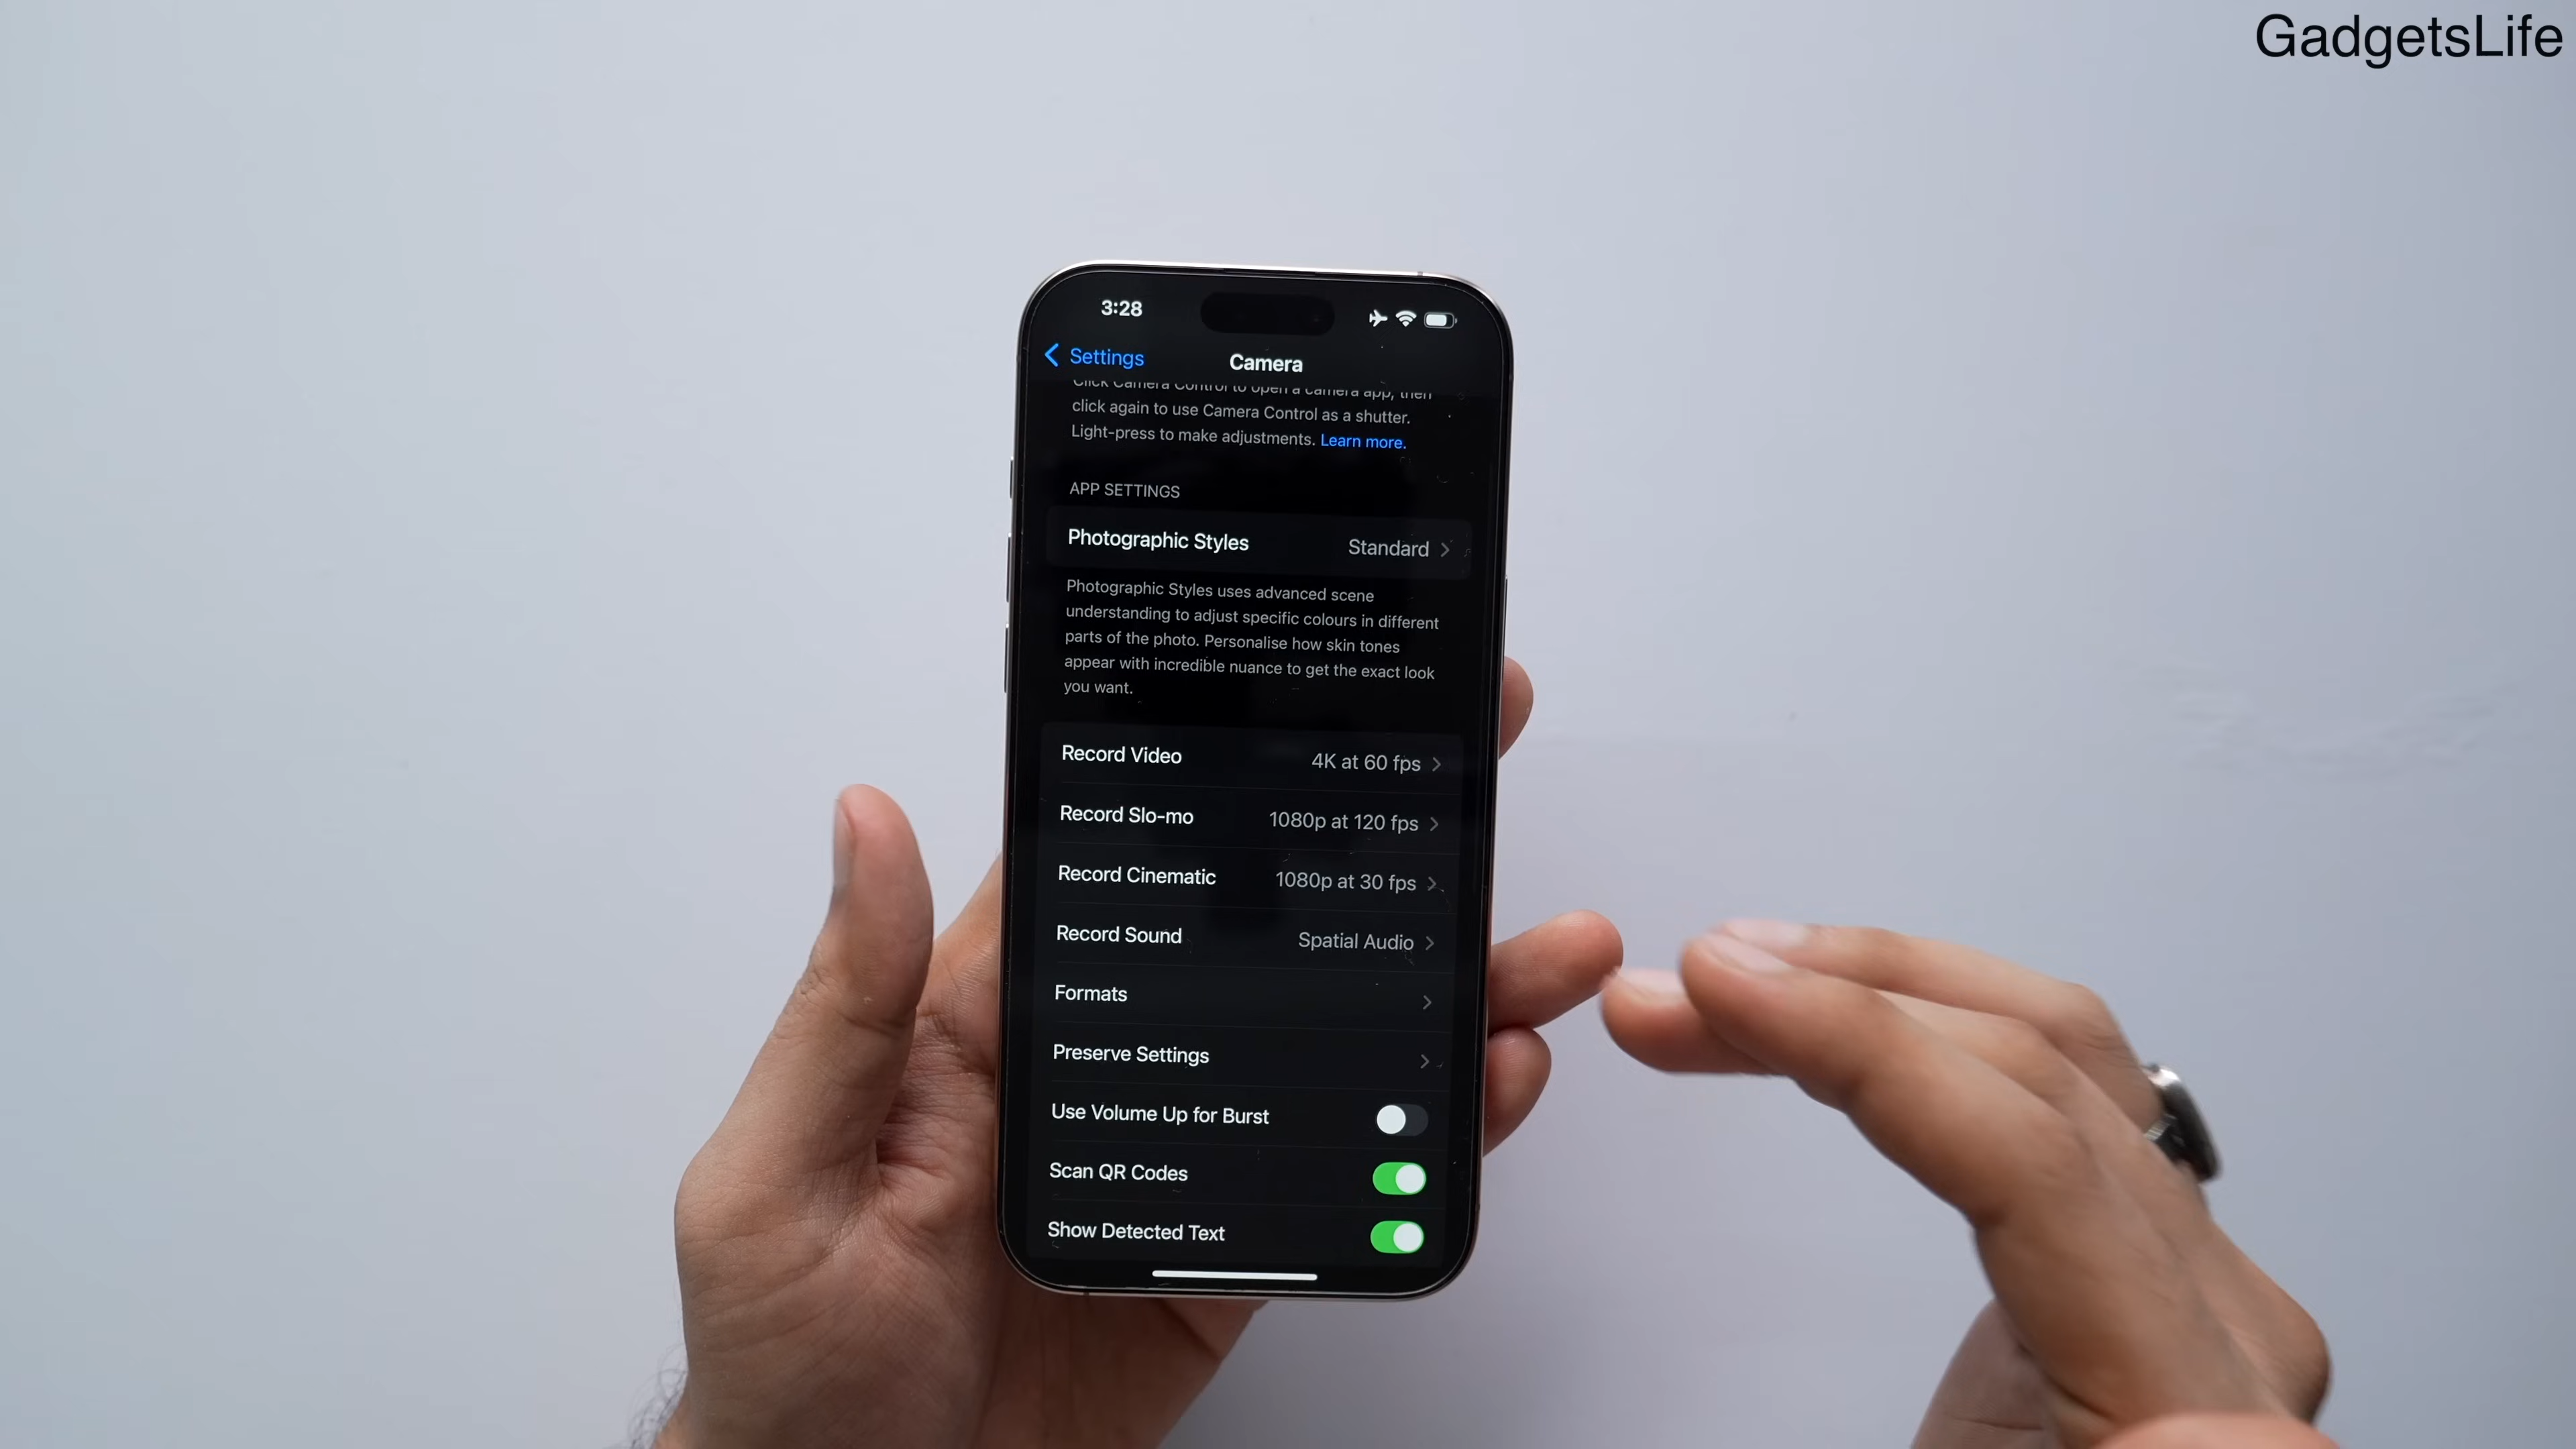 GadgetsLife
3:28
Settings
Camera
Click Camera Control to open a camera app, then
click again to use Camera Control as a shutter.
Light-press to make adjustments. Learn more.
APP SETTINGS
Photographic Styles Standard
Photographic Styles uses advanced scene
understanding to adjust specific colours in different
parts of the photo. Personalise how skin tones
appear with incredible nuance to get the exact look
you want.
Record Video 4K at 60 fps
Record Slo-mo 1080p at 120 fps
Record Cinematic 1080p at 30 fps
Record Sound Spatial Audio
Formats
Preserve Settings
Use Volume Up for Burst
Scan QR Codes
Show Detected Text